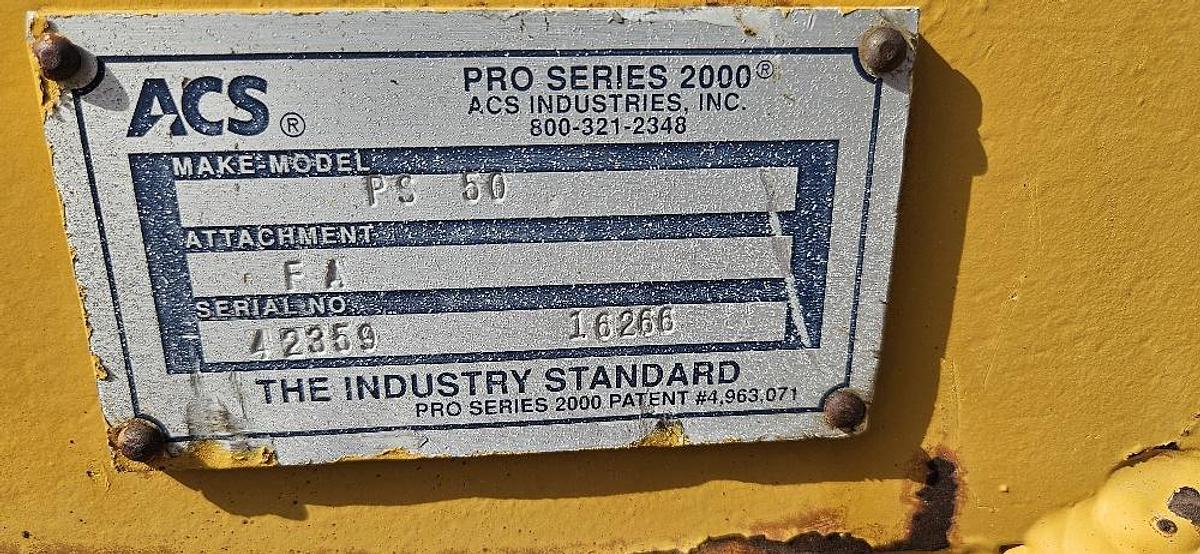 ACS®
PRO SERIES 2000®
ACS INDUSTRIES, INC.
800-321-2348
MAKE-MODEL
PS 50
ATTACHMENT
FA
SERIAL NO
42359 16266
THE INDUSTRY STANDARD
PRO SERIES 2000 PATENT #4,963,071